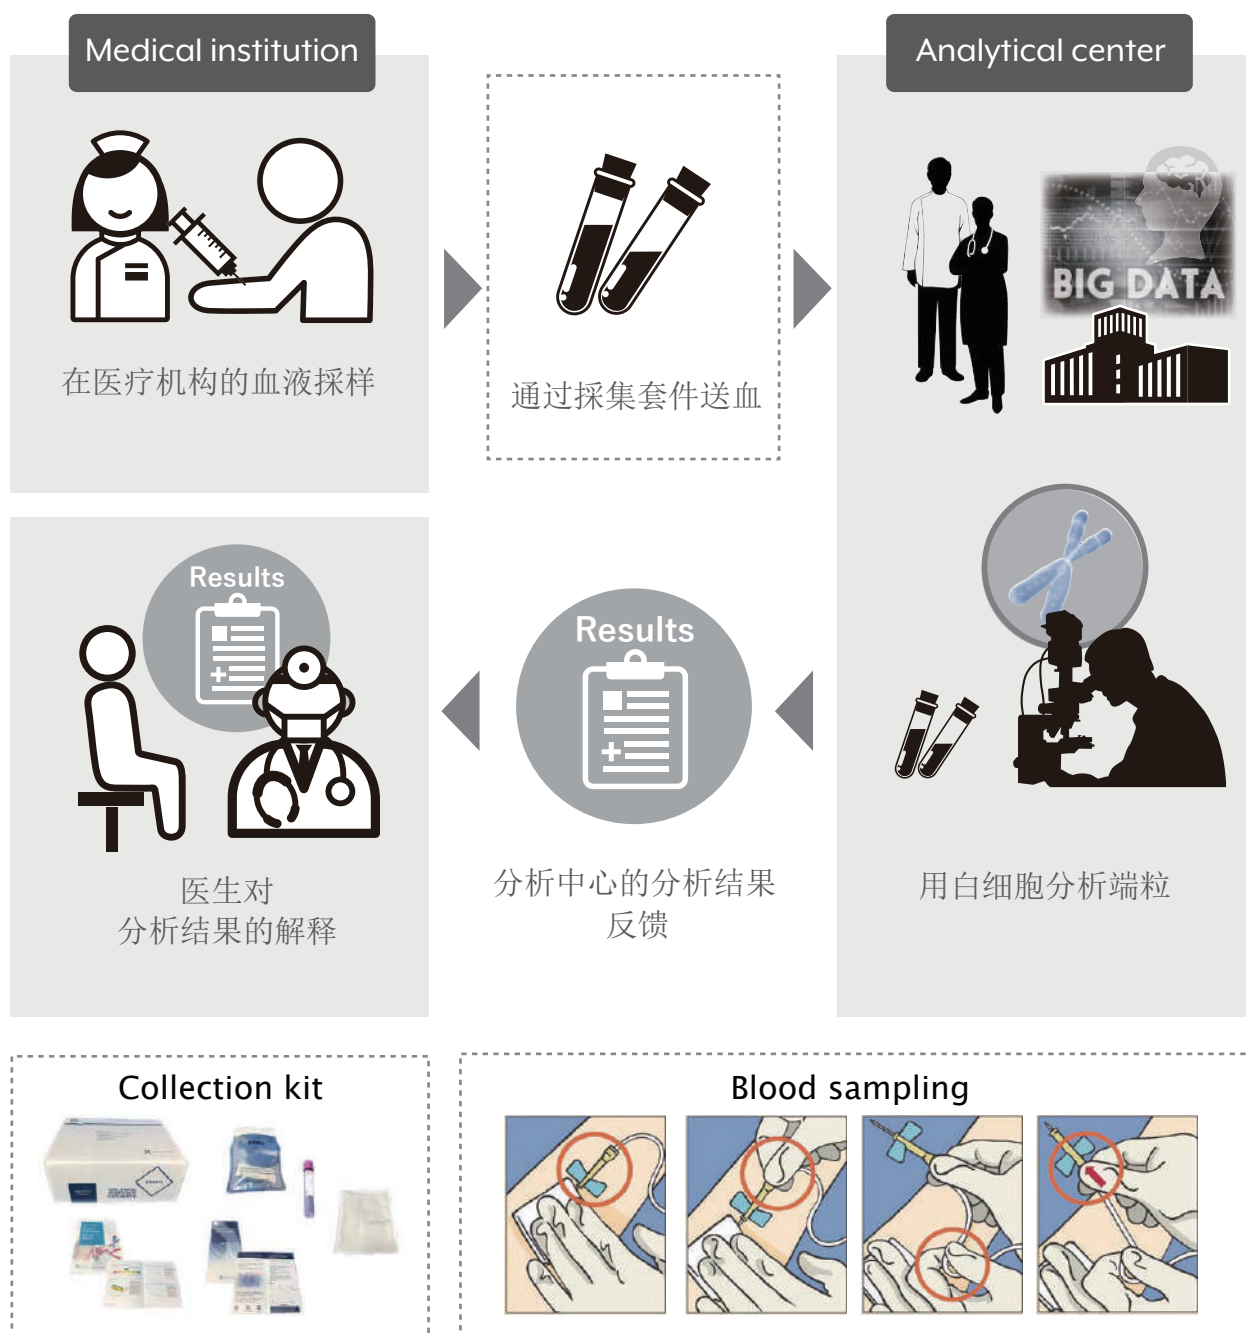 Medical institution
Analytical center
在医疗机构的血液採样
通过採集套件送血
BIG DATA
Results
医生对
分析结果的解释
Results
分析中心的分析结果
反馈
用白细胞分析端粒
Collection kit
Blood sampling